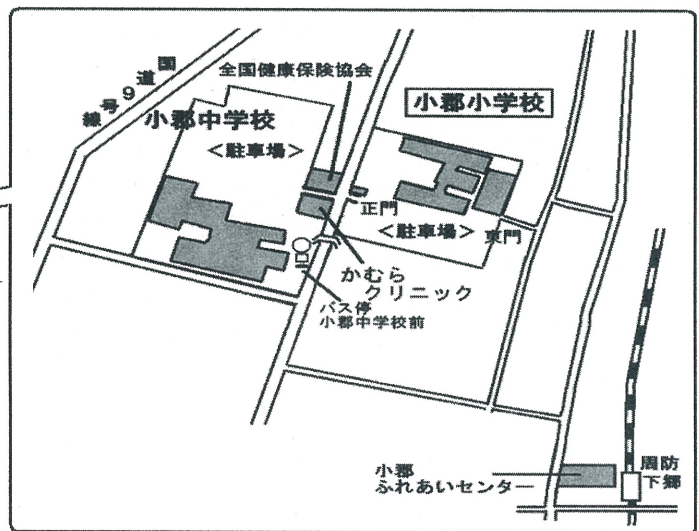 国道9号線
全国健康保険協会
小郡中学校
<駐車場>
小郡小学校
正門
<駐車場>
東門
かむら
クリニック
バス停
小郡中学校前
小郡
ふれあいセンター
周防
下郷